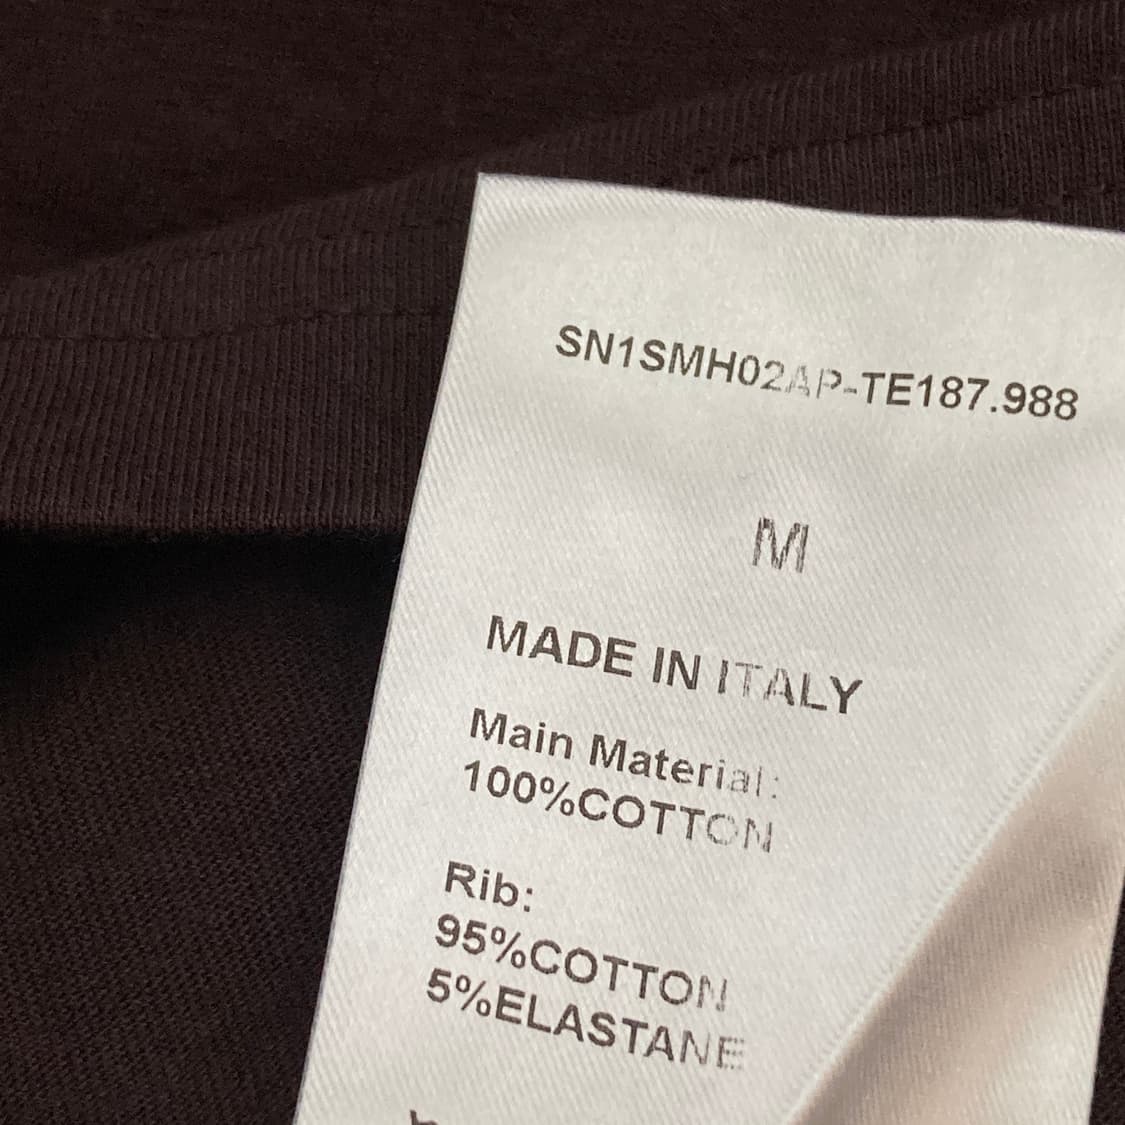 SN1SMH02AP-TE187.988
M
MADE IN ITALY
Main Material:
100%COTTON
Rib:
95%COTTON
5%ELASTANE